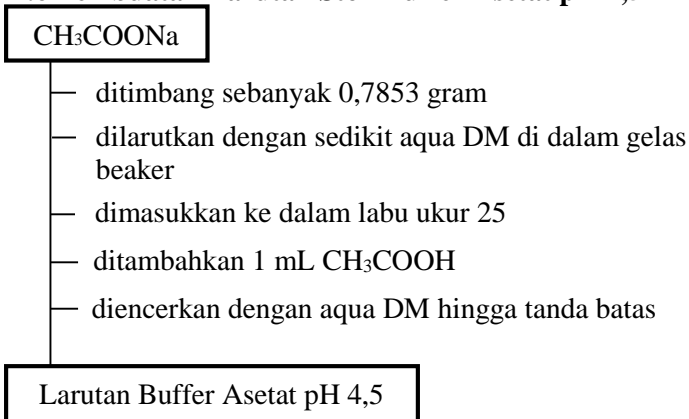 CH₃COONa
ditimbang sebanyak 0,7853 gram
dilarutkan dengan sedikit aqua DM di dalam gelas
beaker
dimasukkan ke dalam labu ukur 25
ditambahkan 1 mL CH₃COOH
diencerkan dengan aqua DM hingga tanda batas
Larutan Buffer Asetat pH 4,5